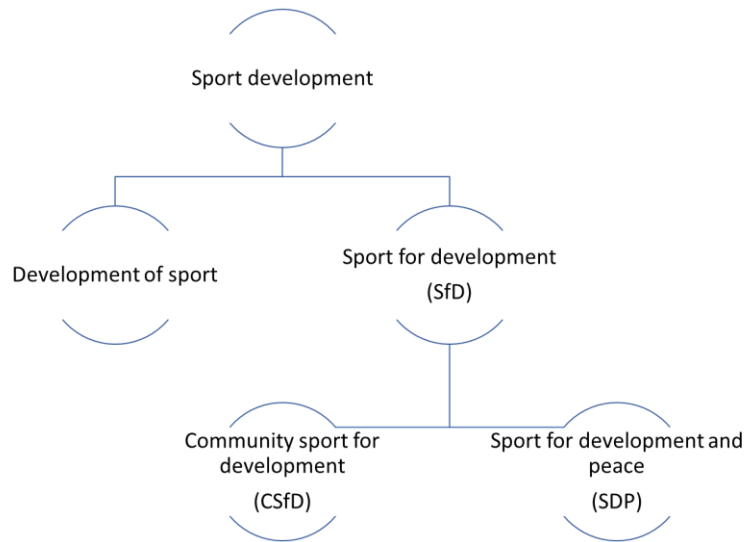 Sport development
Development of sport
Sport for development
(SfD)
Community sport for
development
(CSfD)
Sport for development and
peace
(SDP)